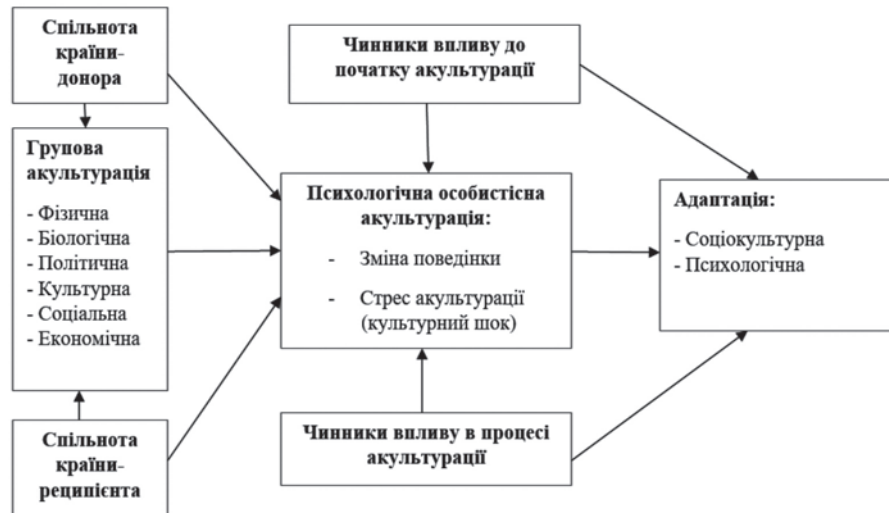 Спільнота
країни-
донора
Групова
акультурація
- Фізична
- Біологічна
- Політична
- Культурна
- Соціальна
- Економічна
Спільнота
країни-
реципієнта
Чинники впливу до
початку акультурації
Психологічна особистісна
акультурація:
- Зміна поведінки
- Стрес акультурації
(культурний шок)
Чинники впливу в процесі
акультурації
Адаптація:
- Соціокультурна
- Психологічна